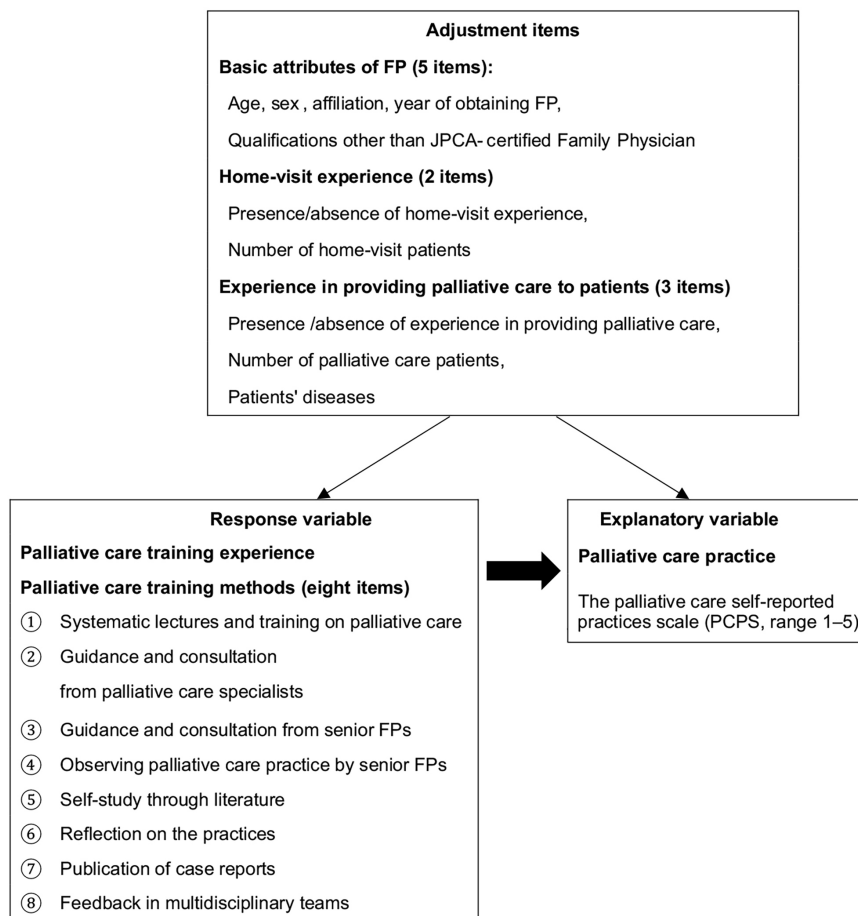 Adjustment items
Basic attributes of FP (5 items):
Age, sex , affiliation, year of obtaining FP,
Qualifications other than JPCA- certified Family Physician
Home-visit experience (2 items)
Presence/absence of home-visit experience,
Number of home-visit patients
Experience in providing palliative care to patients (3 items)
Presence /absence of experience in providing palliative care,
Number of palliative care patients,
Patients' diseases
Response variable
Palliative care training experience
Palliative care training methods (eight items)
① Systematic lectures and training on palliative care
② Guidance and consultation
from palliative care specialists
③ Guidance and consultation from senior FPs
④ Observing palliative care practice by senior FPs
⑤ Self-study through literature
⑥ Reflection on the practices
⑦ Publication of case reports
⑧ Feedback in multidisciplinary teams
Explanatory variable
Palliative care practice
The palliative care self-reported
practices scale (PCPS, range 1–5)